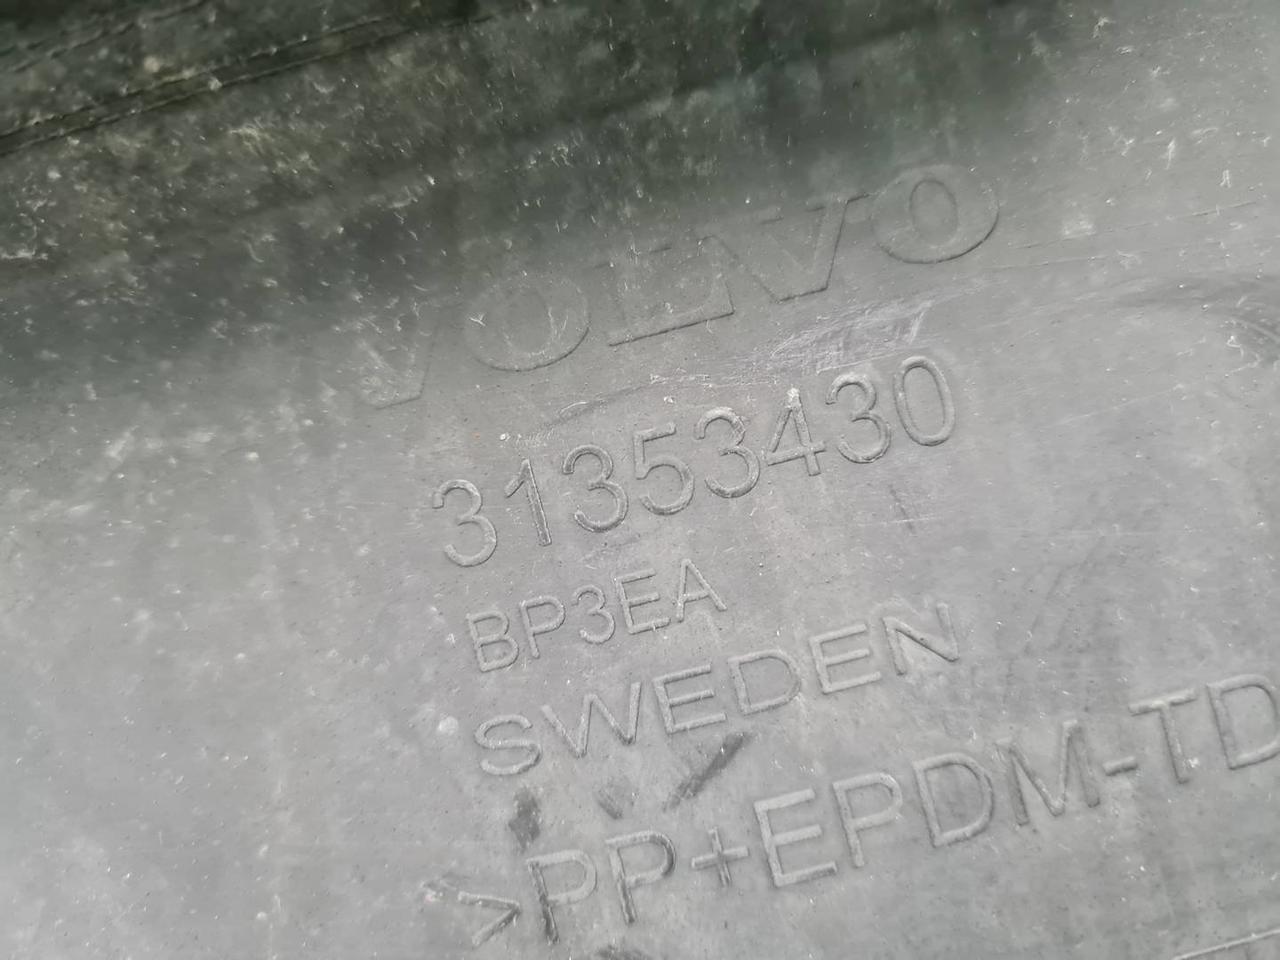 VOLVO
31353430
BP3EA
SWEDEN
>PP+EPDM-TD